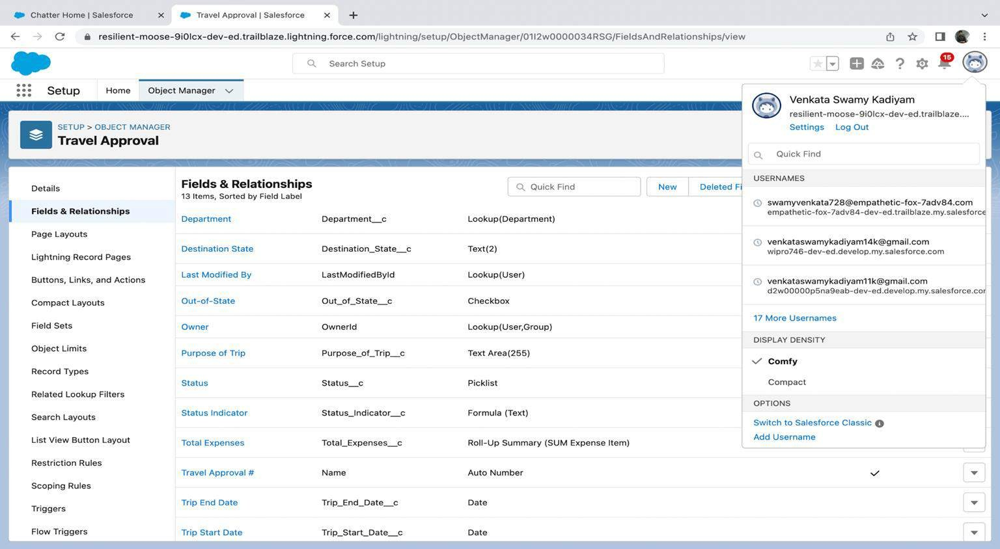 Chatter Home | Salesforce
Travel Approval | Salesforce
resilient-moose-9i0lcx-dev-ed.trailblaze.lightning.force.com/lightning/setup/ObjectManager/01I2w0000034RSG/FieldsAndRelationships/view
Search Setup
15
Setup
Home
Object Manager
SETUP > OBJECT MANAGER
Travel Approval
Details
Fields & Relationships
Page Layouts
Lightning Record Pages
Buttons, Links, and Actions
Compact Layouts
Field Sets
Object Limits
Record Types
Related Lookup Filters
Search Layouts
List View Button Layout
Restriction Rules
Scoping Rules
Triggers
Flow Triggers
Fields & Relationships
13 Items, Sorted by Field Label
Quick Find
New
Deleted Fi
Department Department__c Lookup(Department)
Destination State Destination_State__c Text(2)
Last Modified By LastModifiedById Lookup(User)
Out-of-State Out_of_State__c Checkbox
Owner OwnerId Lookup(User,Group)
Purpose of Trip Purpose_of_Trip__c Text Area(255)
Status Status__c Picklist
Status Indicator Status_Indicator__c Formula (Text)
Total Expenses Total_Expenses__c Roll-Up Summary (SUM Expense Item)
Travel Approval # Name Auto Number
Trip End Date Trip_End_Date__c Date
Trip Start Date Trip_Start_Date__c Date
Venkata Swamy Kadiyam
resilient-moose-9i0lcx-dev-ed.trailblaze....
Settings Log Out
Quick Find
USERNAMES
swamyvenkata728@empathetic-fox-7adv84.com
empathetic-fox-7adv84-dev-ed.trailblaze.my.salesforce
venkataswamykadiyam14k@gmail.com
wipro746-dev-ed.develop.my.salesforce.com
venkataswamykadiyam11k@gmail.com
d2w00000p5na9eab-dev-ed.develop.my.salesforce.cor
17 More Usernames
DISPLAY DENSITY
Comfy
Compact
OPTIONS
Switch to Salesforce Classic
Add Username